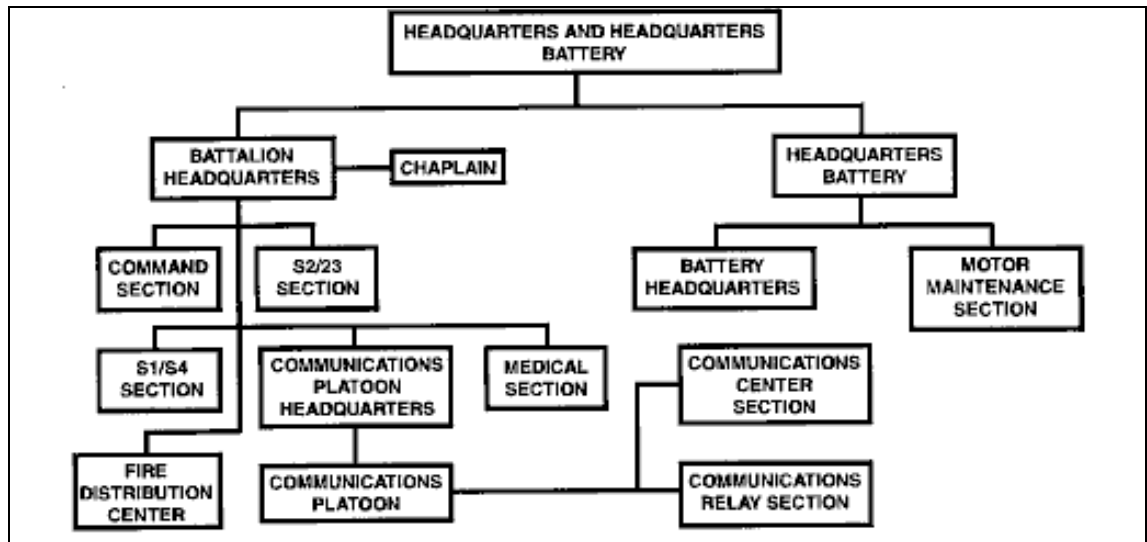 HEADQUARTERS AND HEADQUARTERS
BATTERY
BATTALION
HEADQUARTERS
CHAPLAIN
HEADQUARTERS
BATTERY
COMMAND
SECTION
S2/23
SECTION
BATTERY
HEADQUARTERS
MOTOR
MAINTENANCE
SECTION
S1/S4
SECTION
COMMUNICATIONS
PLATOON
HEADQUARTERS
MEDICAL
SECTION
COMMUNICATIONS
CENTER
SECTION
FIRE
DISTRIBUTION
CENTER
COMMUNICATIONS
PLATOON
COMMUNICATIONS
RELAY SECTION